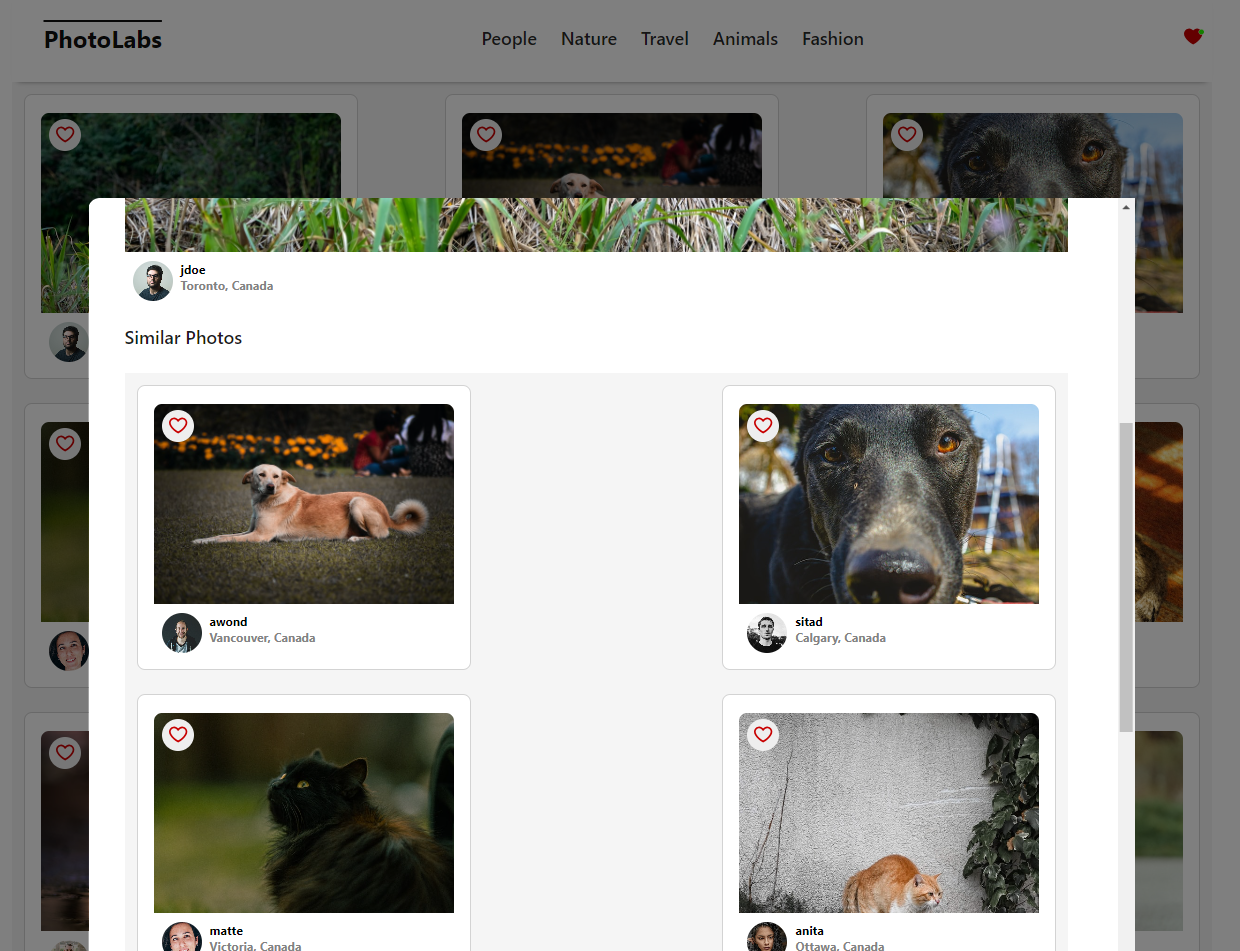 PhotoLabs
People Nature Travel Animals Fashion
jdoe
Toronto, Canada
Similar Photos
awond
Vancouver, Canada
sitad
Calgary, Canada
matte
Victoria, Canada
anita
Ottawa, Canada